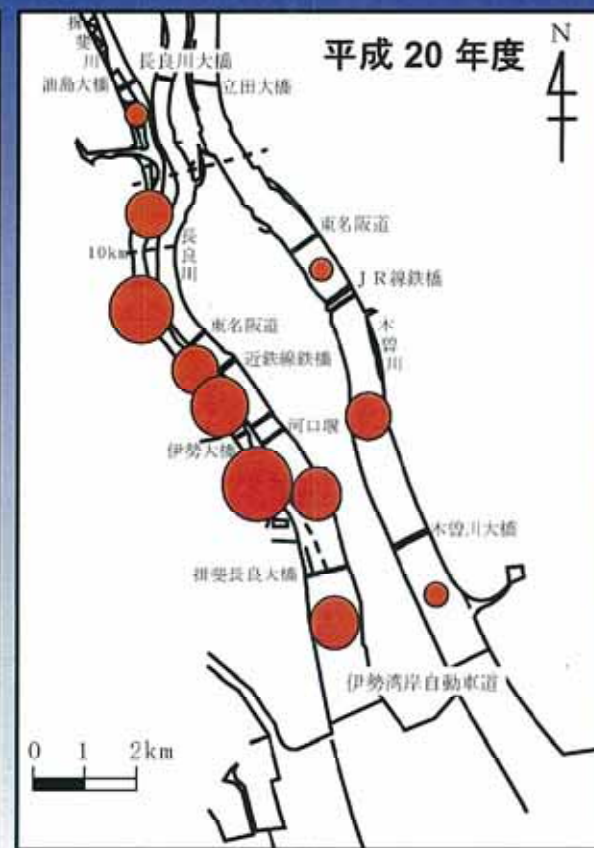 平成 20 年度
N
揖斐川
長良川大橋
油島大橋
立田大橋
東名阪道
10km
長良川
JR線鉄橋
木曽川
東名阪道
近鉄線鉄橋
河口堰
伊勢大橋
木曽川大橋
揖斐長良大橋
伊勢湾岸自動車道
0 1 2km